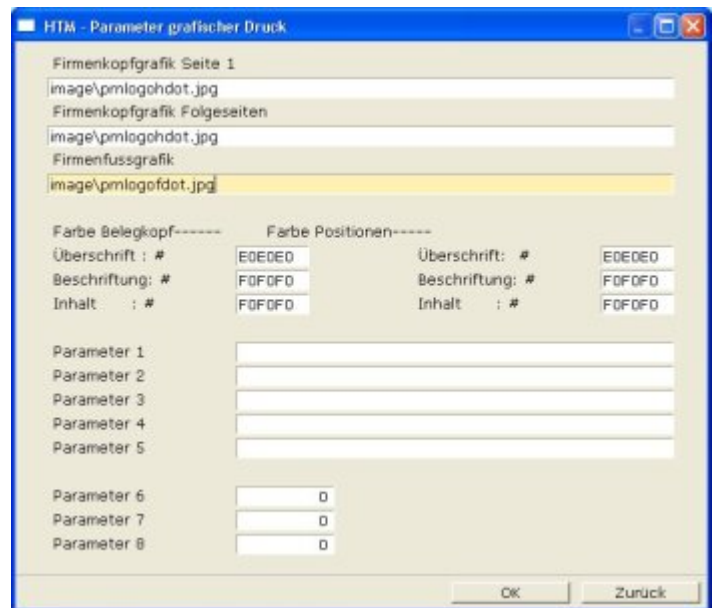 HTM - Parameter grafischer Druck
Firmenkopfgrafik Seite 1
image\pmlogohdot.jpg
Firmenkopfgrafik Folgeseiten
image\pmlogohdot.jpg
Firmenfussgrafik
image\pmlogofdot.jpg
Farbe Belegkopf------ Farbe Positionen-----
Überschrift : # E0E0E0 Überschrift: # E0E0E0
Beschriftung: # F0F0F0 Beschriftung: # F0F0F0
Inhalt : # F0F0F0 Inhalt : # F0F0F0
Parameter 1
Parameter 2
Parameter 3
Parameter 4
Parameter 5
Parameter 6 0
Parameter 7 0
Parameter 8 0
OK Zurück